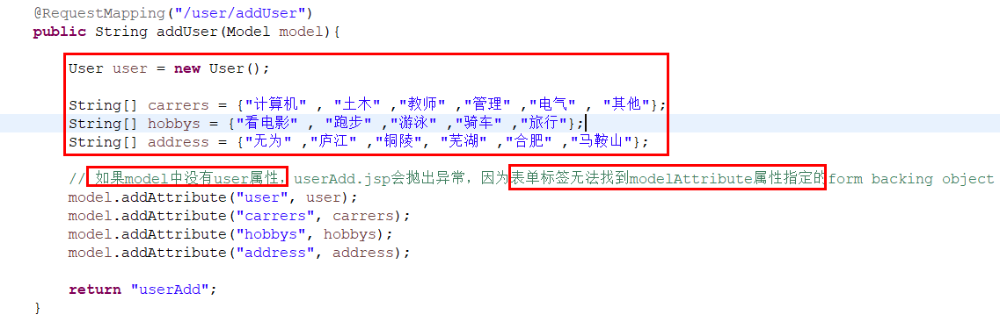 @RequestMapping("/user/addUser")
public String addUser(Model model){
User user = new User();
String[] carrers = {"计算机" , "土木" ,"教师" ,"管理" ,"电气" , "其他"};
String[] hobbys = {"看电影" , "跑步" ,"游泳" ,"骑车" ,"旅行"};
String[] address = {"无为" ,"庐江" ,"铜陵", "芜湖" ,"合肥" ,"马鞍山"};
// 如果model中没有user属性，userAdd.jsp会抛出异常，因为表单标签无法找到modelAttribute属性指定的form backing object
model.addAttribute("user", user);
model.addAttribute("carrers", carrers);
model.addAttribute("hobbys", hobbys);
model.addAttribute("address", address);
return "userAdd";
}